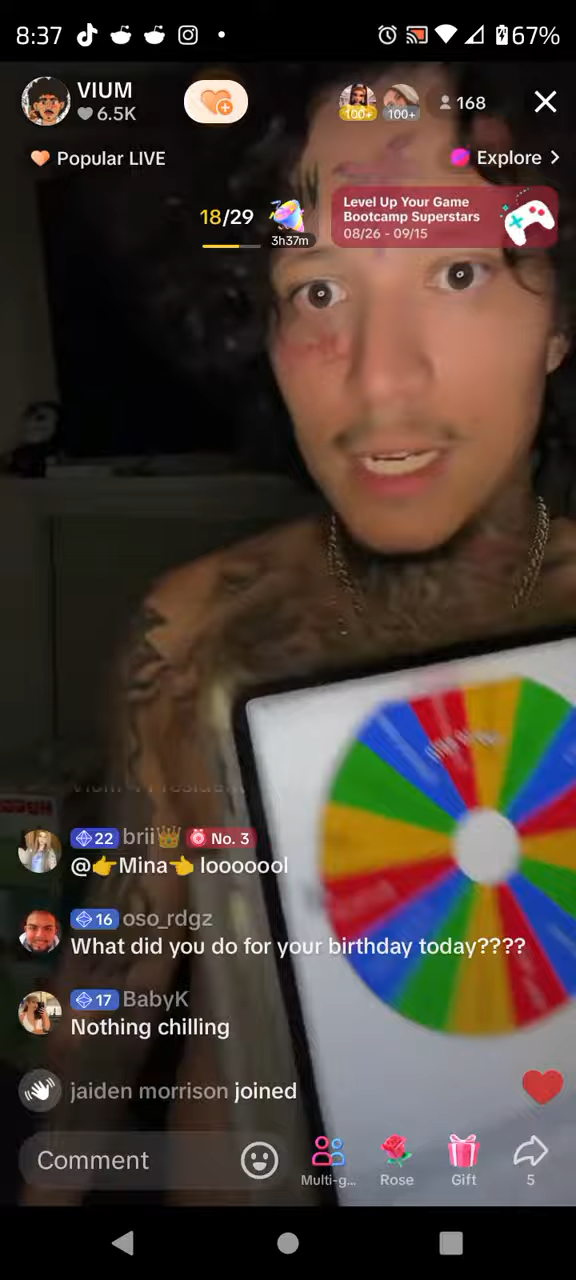 8:37
67%
VIUM
6.5K
100+
100+
168
Popular LIVE
Explore
18/29
3h37m
Level Up Your Game
Bootcamp Superstars
08/26 - 09/15
22 brii👑 No. 3
@👉Mina👈 looooool
16 oso_rdgz
What did you do for your birthday today????
17 BabyK
Nothing chilling
jaiden morrison joined
Comment
Multi-g...
Rose
Gift
5